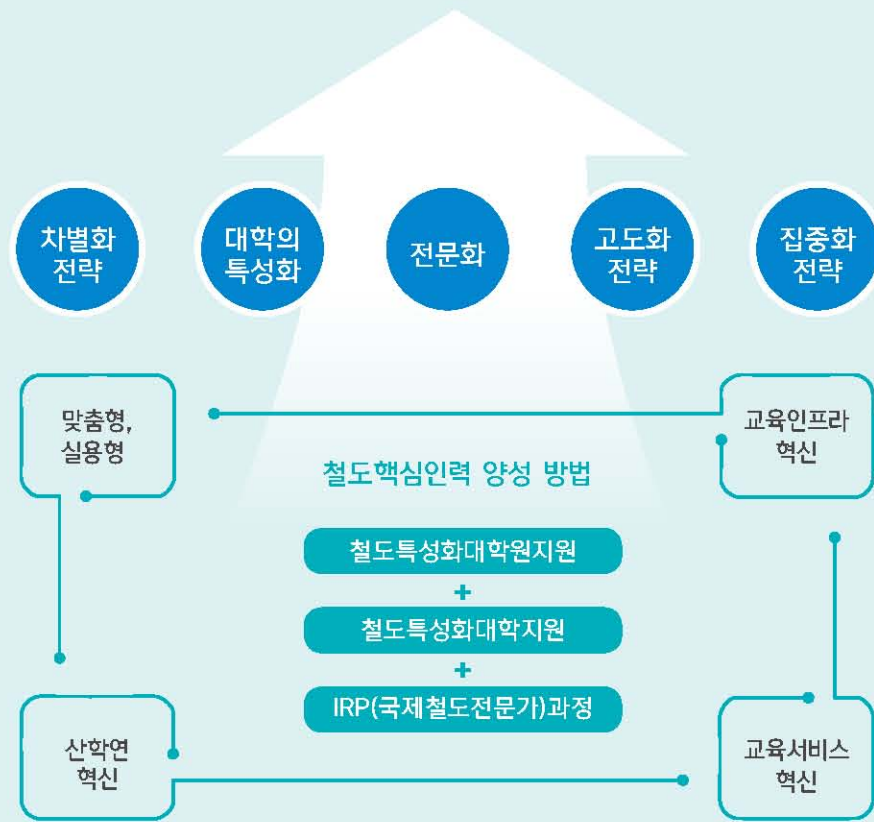 차별화
전략
대학의
특성화
전문화
고도화
전략
집중화
전략
맞춤형,
실용형
교육인프라
혁신
철도핵심인력 양성 방법
철도특성화대학원지원
+
철도특성화대학지원
+
IRP(국제철도전문가)과정
산학연
혁신
교육서비스
혁신